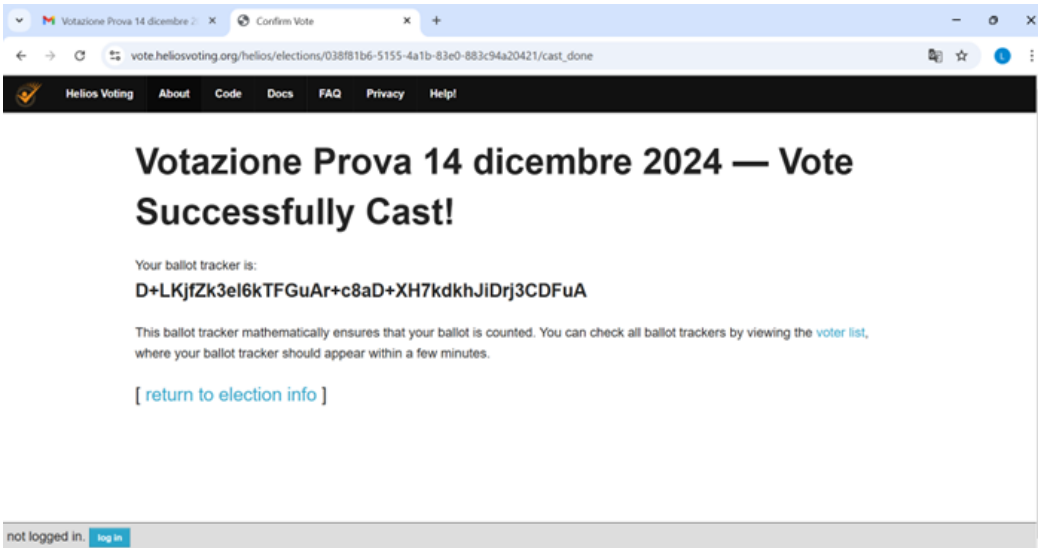 Votazione Prova 14 dicembre 2
Confirm Vote
vote.heliosvoting.org/helios/elections/038f81b6-5155-4a1b-83e0-883c94a20421/cast_done
L
Helios Voting About Code Docs FAQ Privacy Help!
Votazione Prova 14 dicembre 2024 — Vote
Successfully Cast!
Your ballot tracker is:
D+LKjfZk3eI6kTFGuAr+c8aD+XH7kdkhJiDrj3CDFuA
This ballot tracker mathematically ensures that your ballot is counted. You can check all ballot trackers by viewing the voter list,
where your ballot tracker should appear within a few minutes.
[ return to election info ]
not logged in. log in